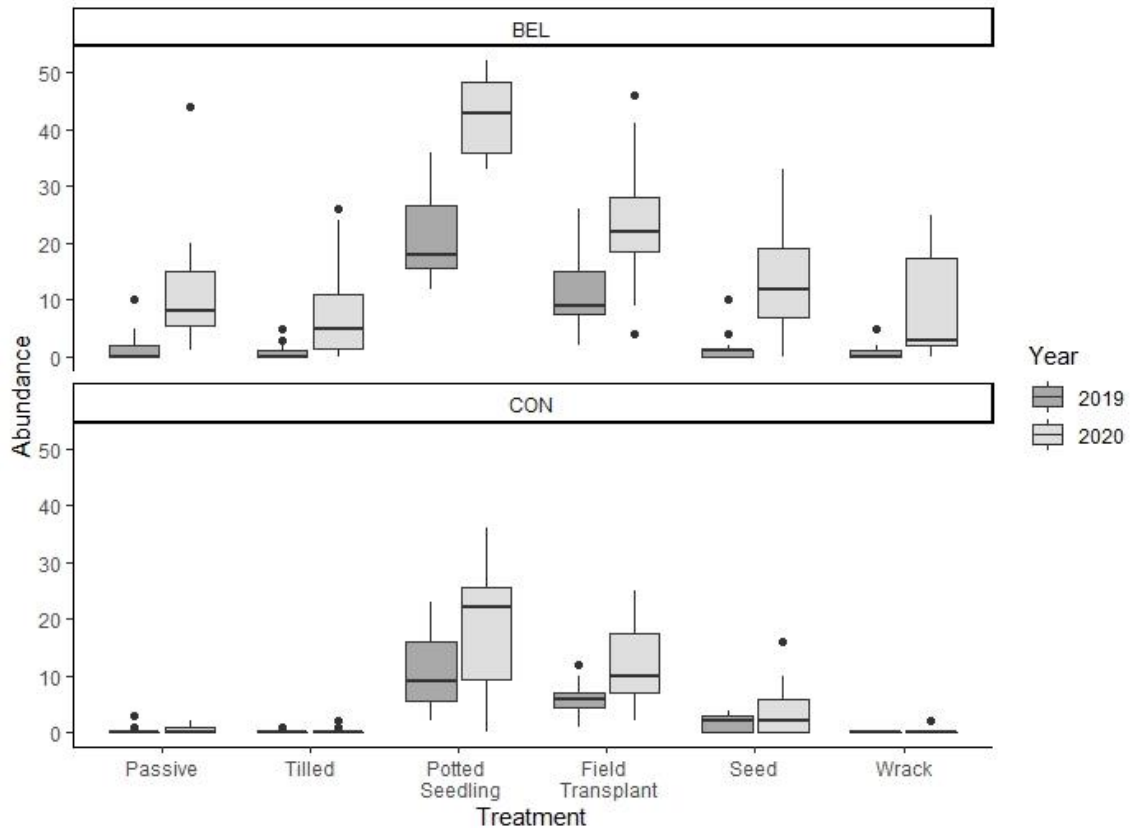 BEL
50
40
30
20
10
0
CON
50
40
30
20
10
0
Abundance
Passive
Tilled
Potted
Seedling
Field
Transplant
Seed
Wrack
Treatment
Year
2019
2020